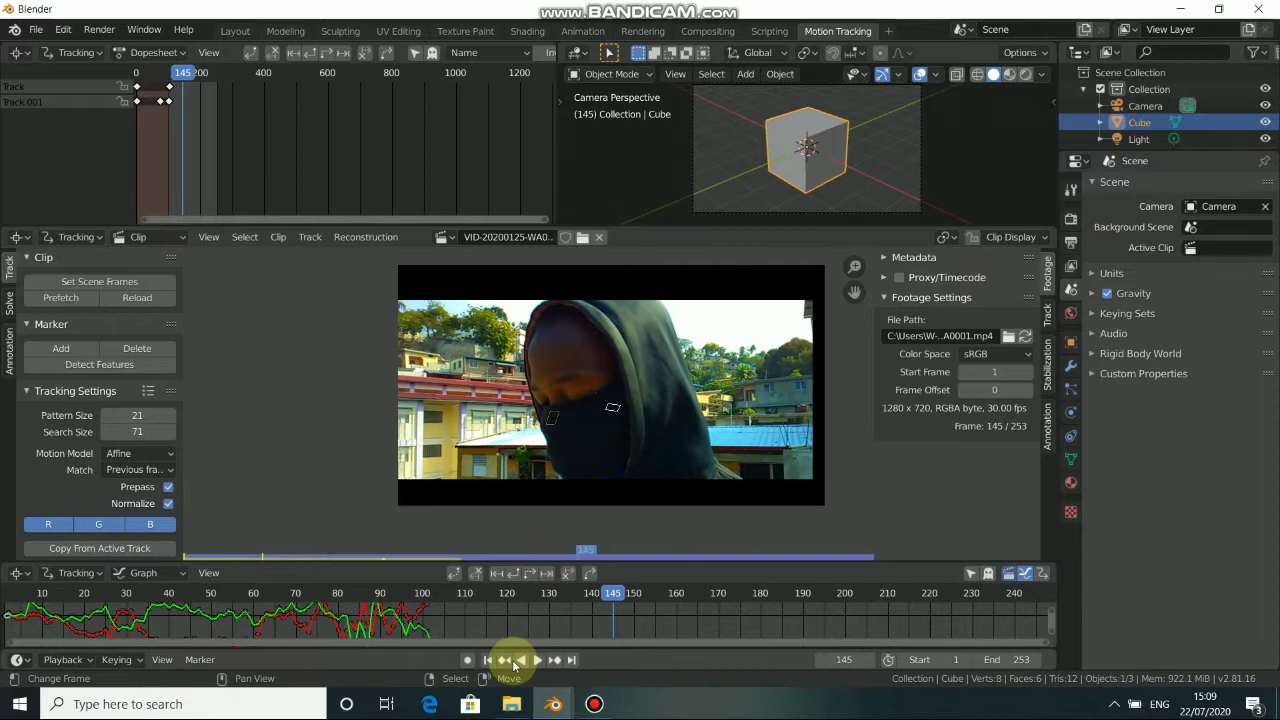 Blender
www.BANDICAM.com
File Edit Render Window Help Layout Modeling Sculpting UV Editing Texture Paint Shading Animation Rendering Compositing Scripting Motion Tracking + Scene View Layer
Tracking Dopesheet View Name Inv Global Options
0 145 200 400 600 800 1000 1200
Object Mode View Select Add Object
Track
Track.001
Camera Perspective
(145) Collection | Cube
Scene Collection
Collection
Camera
Cube
Light
Scene
Scene
Camera Camera
Background Scene
Active Clip
Units
Gravity
Keying Sets
Audio
Rigid Body World
Custom Properties
Tracking Clip View Select Clip Track Reconstruction VID-20200125-WA0.. Clip Display
Track
Solve
Annotation
Clip
Set Scene Frames
Prefetch Reload
Marker
Add Delete
Detect Features
Tracking Settings
Pattern Size 21
Search Size 71
Motion Model Affine
Match Previous fra..
Prepass
Normalize
R G B
Copy From Active Track
Metadata
Proxy/Timecode
Footage Settings
File Path:
C:\Users\W-..A0001.mp4
Color Space sRGB
Start Frame 1
Frame Offset 0
1280 x 720, RGBA byte, 30.00 fps
Frame: 145 / 253
Footage
Track
Stabilization
Annotation
145
Tracking Graph View
10 20 30 40 50 60 70 80 90 100 110 120 130 140 145 150 160 170 180 190 200 210 220 230 240
Playback Keying View Marker 145 Start 1 End 253
Change Frame Pan View Select Move Collection | Cube | Verts:8 | Faces:6 | Tris:12 | Objects:1/3 | Mem: 922.1 MiB | v2.81.16
Type here to search
ENG
15:09
22/07/2020
3